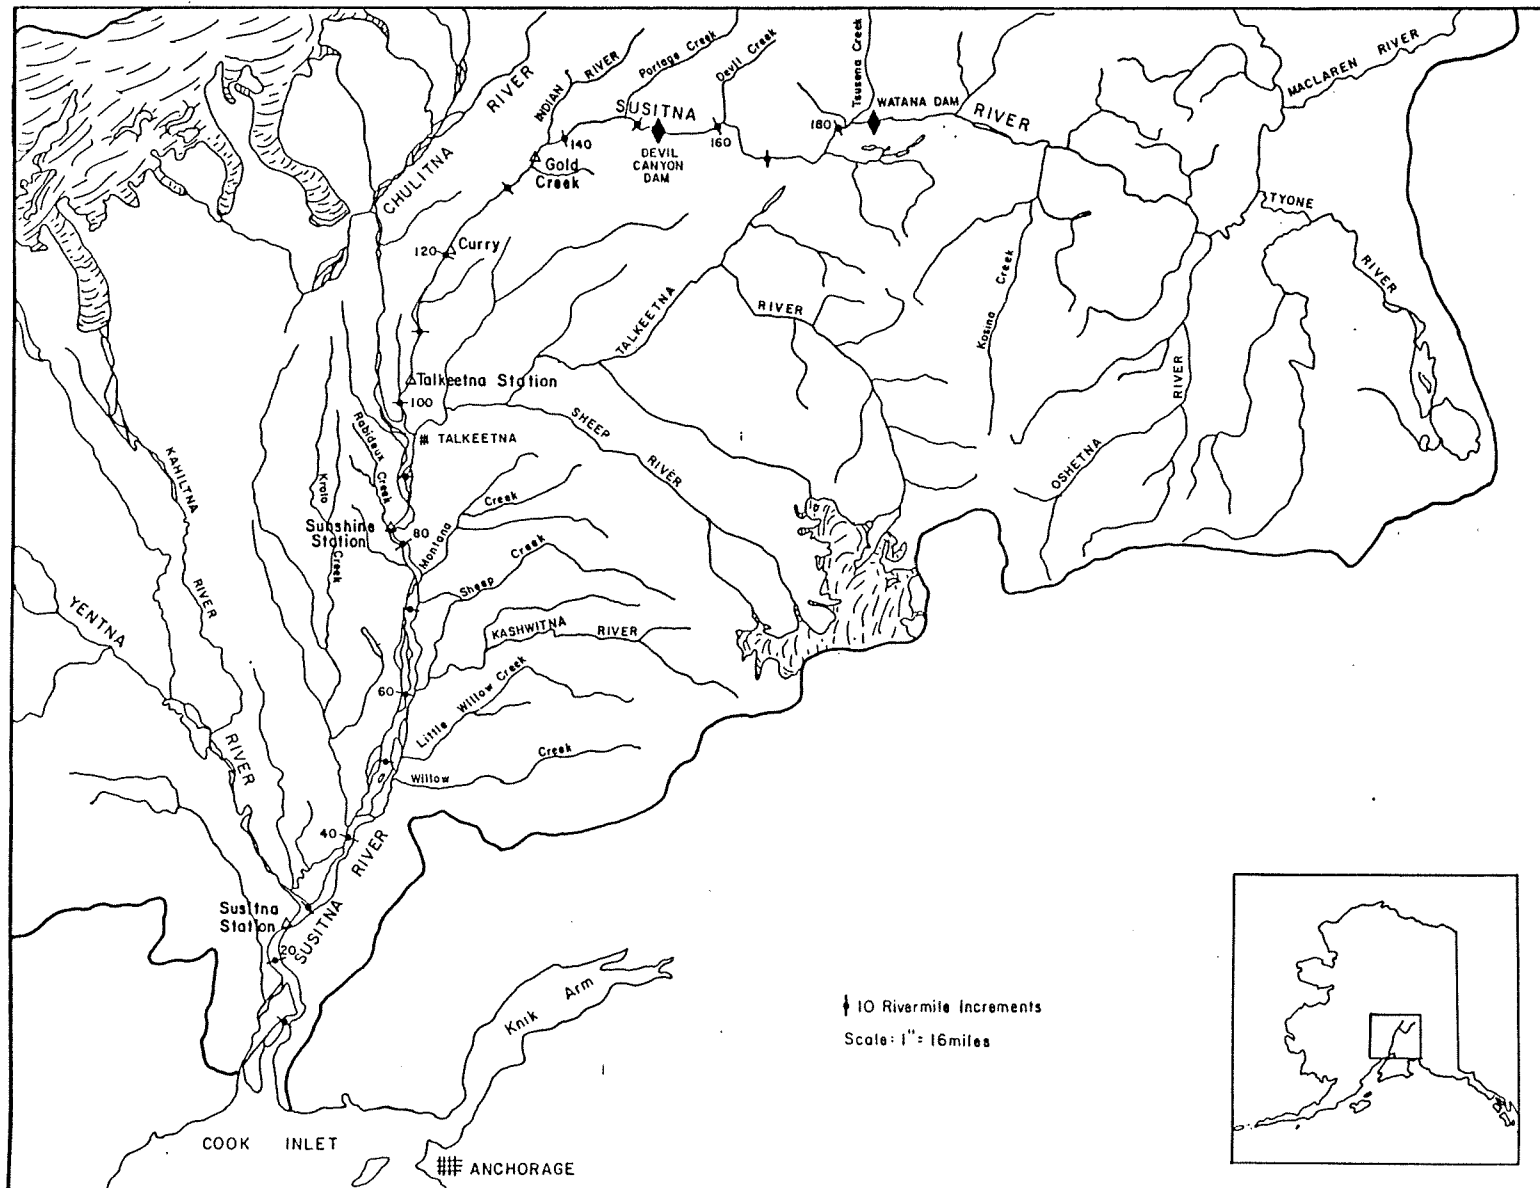 MACLAREN RIVER
Tsusena Creek
Portage Creek
Devil Creek
INDIAN RIVER
CHULITNA RIVER
SUSITNA RIVER
WATANA DAM
180
160
140
DEVIL
CANYON
DAM
Gold
Creek
TYONE RIVER
120
Curry
Kosina Creek
TALKEETNA RIVER
Talkeetna Station
100
OSHETNA RIVER
SHEEP RIVER
TALKEETNA
Rabideux Creek
KAHILTNA RIVER
Kroto Creek
Sunshine
Station
80
Montana Creek
Sheep Creek
YENTNA RIVER
KASHWITNA RIVER
60
Little Willow Creek
Willow Creek
40
SUSITNA RIVER
Susitna
Station
20
Knik Arm
10 Rivermile Increments
Scale: 1" = 16miles
COOK INLET
ANCHORAGE